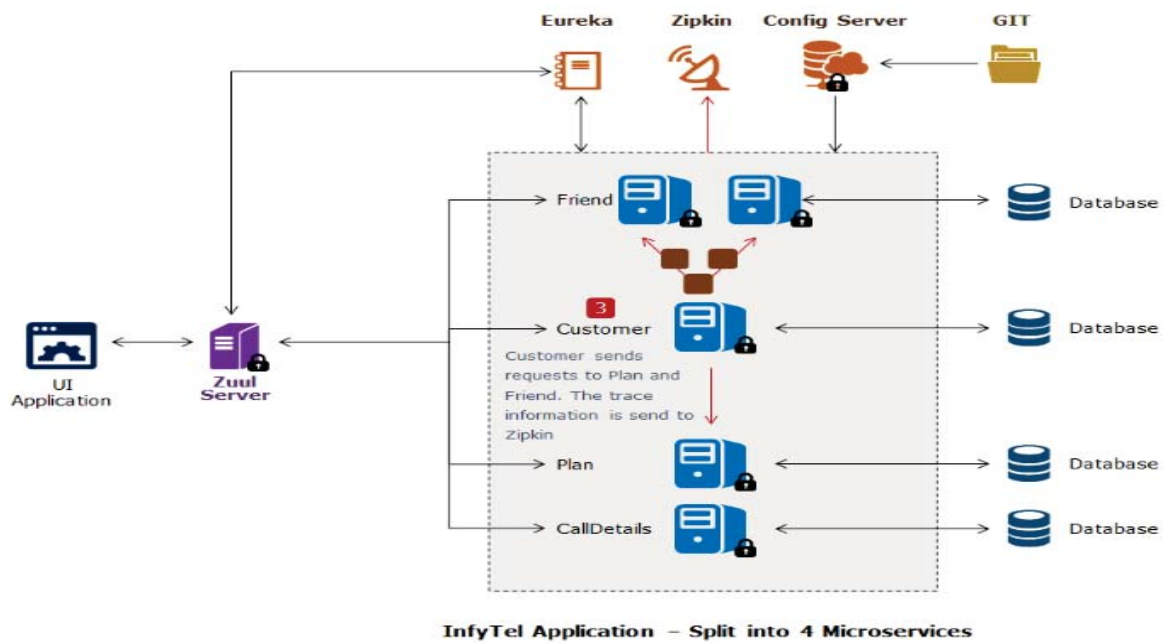 Eureka
Zipkin
Config Server
GIT
Friend
Database
3
Customer
Database
Customer sends
requests to Plan and
Friend. The trace
information is send to
Zipkin
UI
Application
Zuul
Server
Plan
Database
CallDetails
Database
InfyTel Application – Split into 4 Microservices